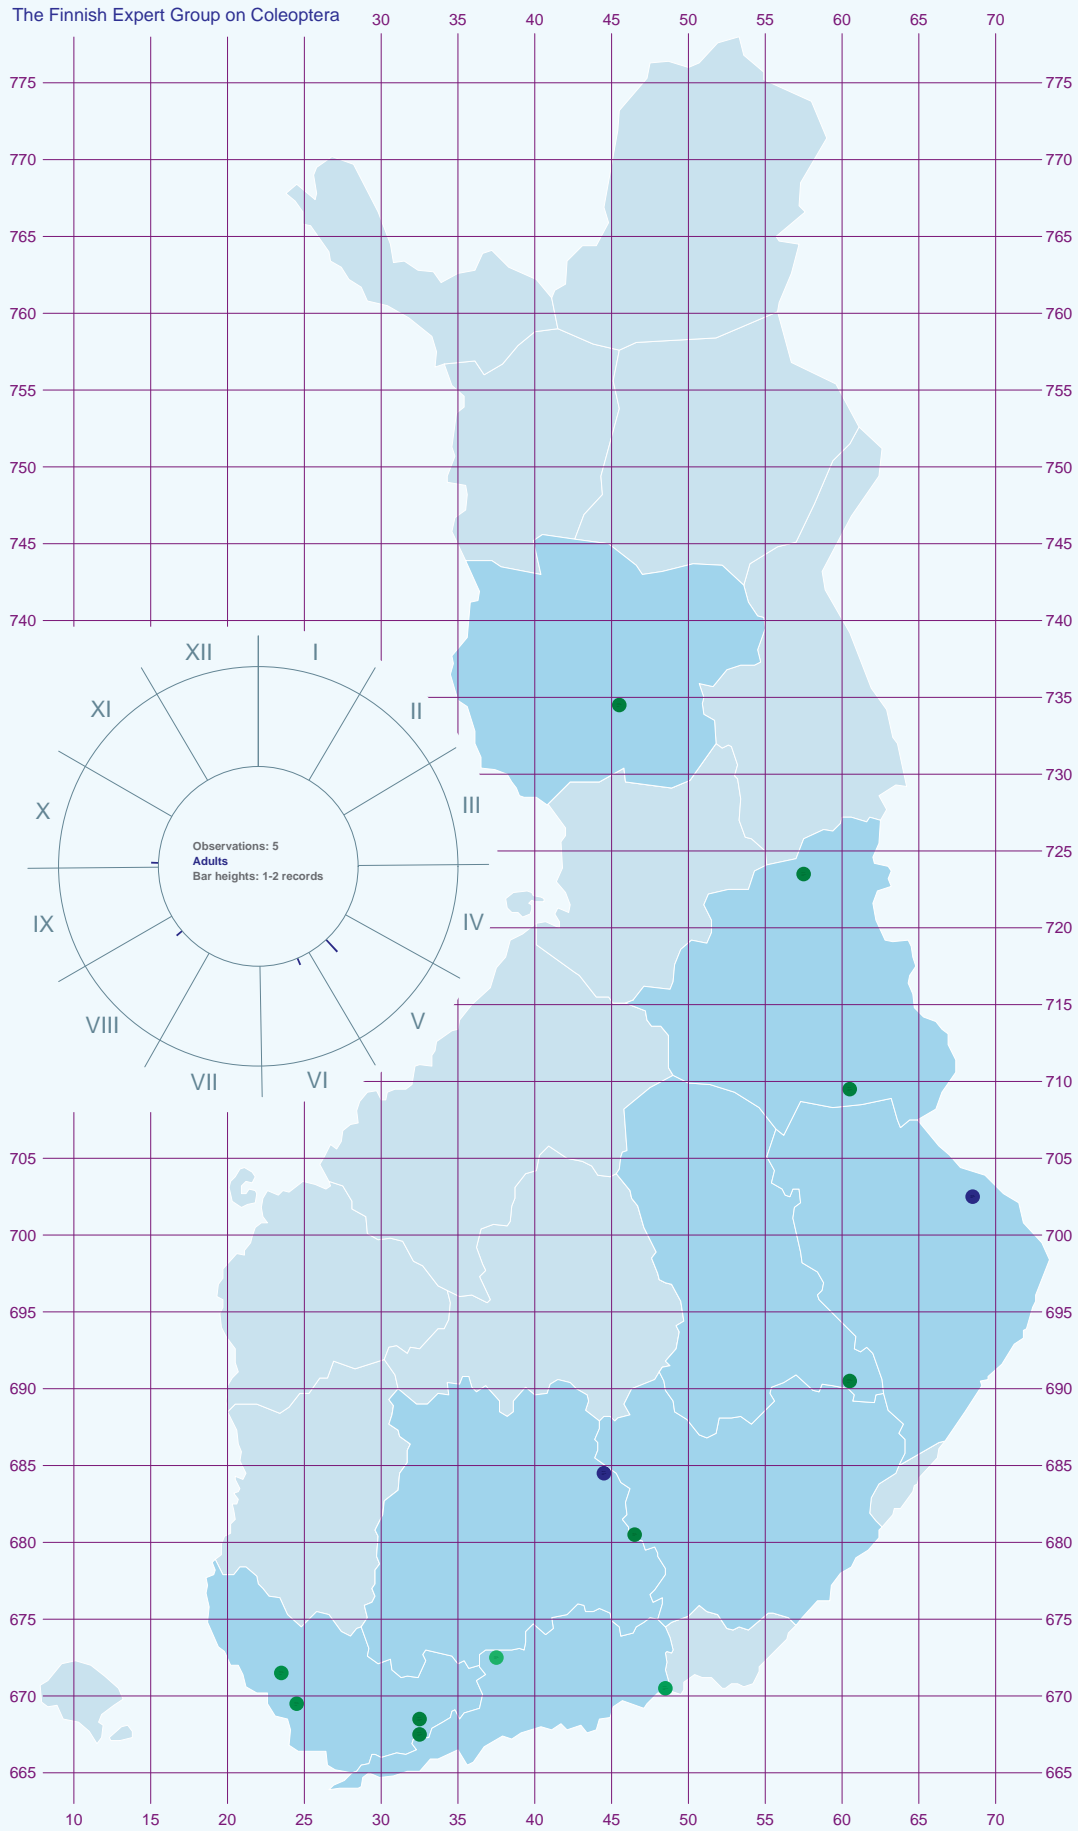 The Finnish Expert Group on Coleoptera
30 35 40 45 50 55 60 65 70
775 775
770 770
765 765
760 760
755 755
750 750
745 745
740 740
XII I
XI II
735
730
X III
Observations: 5
Adults
Bar heights: 1-2 records
725
IX IV
720
715
VIII V
VII VI
710
705 705
700 700
695 695
690 690
685 685
680 680
675 675
670 670
665 665
10 15 20 25 30 35 40 45 50 55 60 65 70